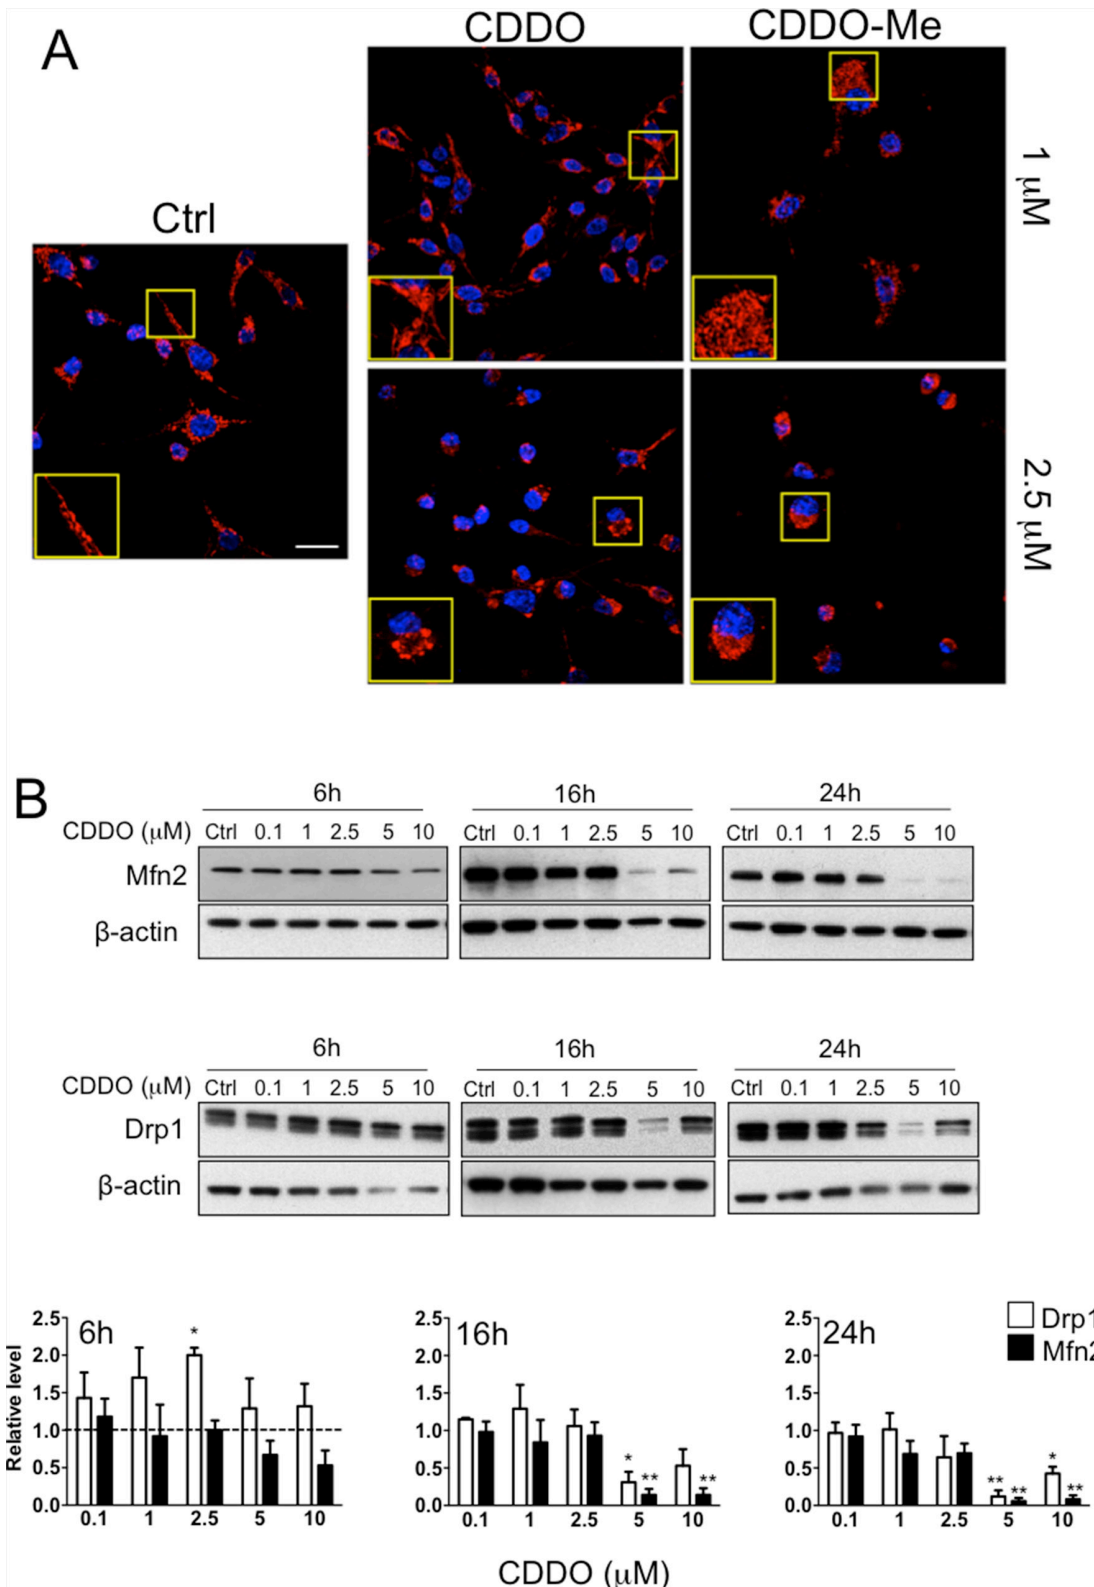 A
CDDO
CDDO-Me
Ctrl
1 μM
2.5 μM
B
6h
16h
24h
CDDO (μM)
Ctrl 0.1 1 2.5 5 10
Ctrl 0.1 1 2.5 5 10
Ctrl 0.1 1 2.5 5 10
Mfn2
β-actin
6h
16h
24h
CDDO (μM)
Ctrl 0.1 1 2.5 5 10
Ctrl 0.1 1 2.5 5 10
Ctrl 0.1 1 2.5 5 10
Drp1
β-actin
Relative level
2.5
2.0
1.5
1.0
0.5
0.0
6h
*
0.1 1 2.5 5 10
2.5
2.0
1.5
1.0
0.5
0.0
16h
* ** **
0.1 1 2.5 5 10
2.5
2.0
1.5
1.0
0.5
0.0
24h
** ** * **
0.1 1 2.5 5 10
Drp1
Mfn2
CDDO (μM)